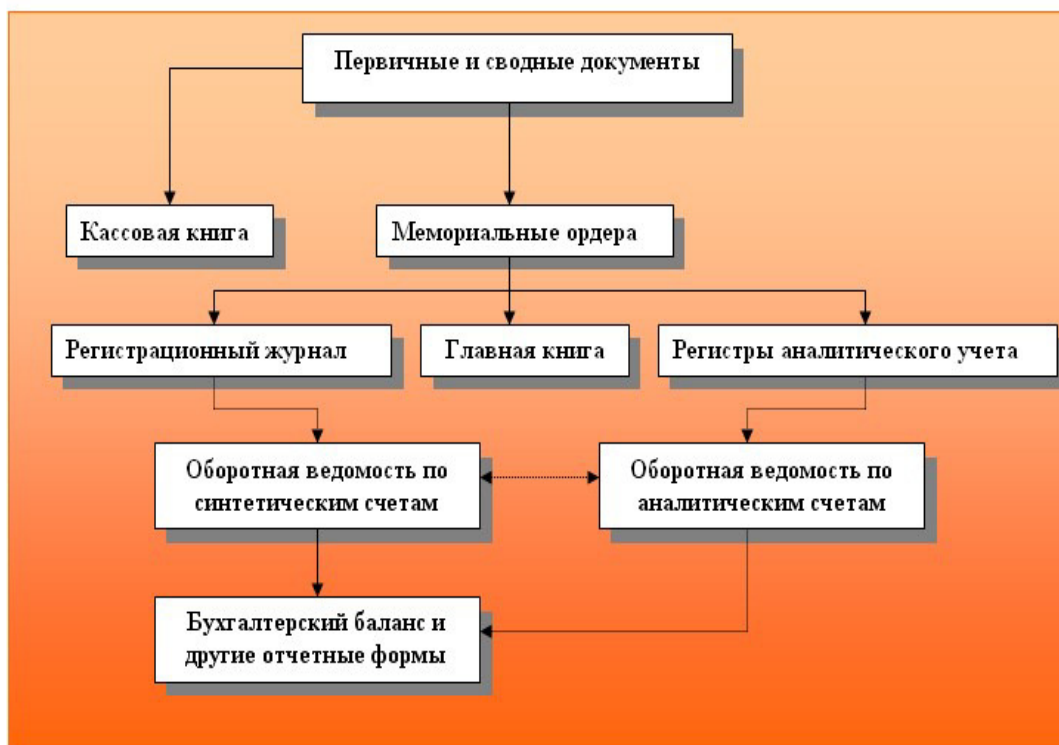 Первичные и сводные документы
Кассовая книга
Мемориальные ордера
Регистрационный журнал
Главная книга
Регистры аналитического учета
Оборотная ведомость по
синтетическим счетам
Оборотная ведомость по
аналитическим счетам
Бухгалтерский баланс и
другие отчетные формы